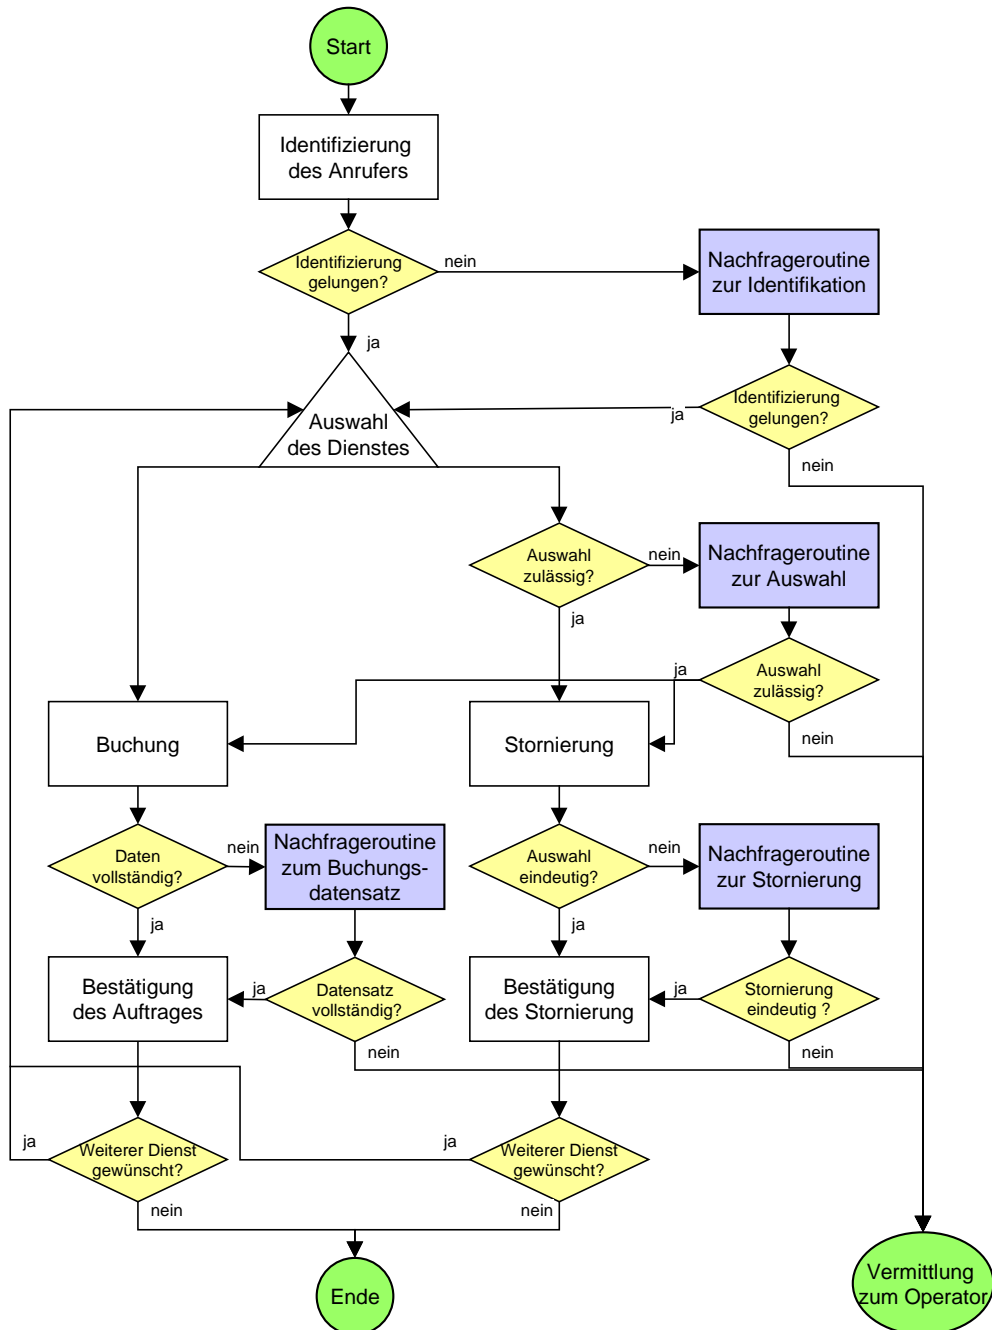 Start
Identifizierung
des Anrufers
Identifizierung
gelungen?
nein
Nachfrageroutine
zur Identifikation
ja
Identifizierung
gelungen?
ja
nein
Auswahl
des Dienstes
Auswahl
zulässig?
nein
Nachfrageroutine
zur Auswahl
ja
Auswahl
zulässig?
ja
nein
Buchung
Stornierung
Daten
vollständig?
nein
Nachfrageroutine
zum Buchungs-
datensatz
ja
Auswahl
eindeutig?
nein
Nachfrageroutine
zur Stornierung
ja
Bestätigung
des Auftrages
ja
Datensatz
vollständig?
nein
Bestätigung
des Stornierung
ja
Stornierung
eindeutig ?
nein
ja
Weiterer Dienst
gewünscht?
nein
ja
Weiterer Dienst
gewünscht?
nein
Ende
Vermittlung
zum Operator